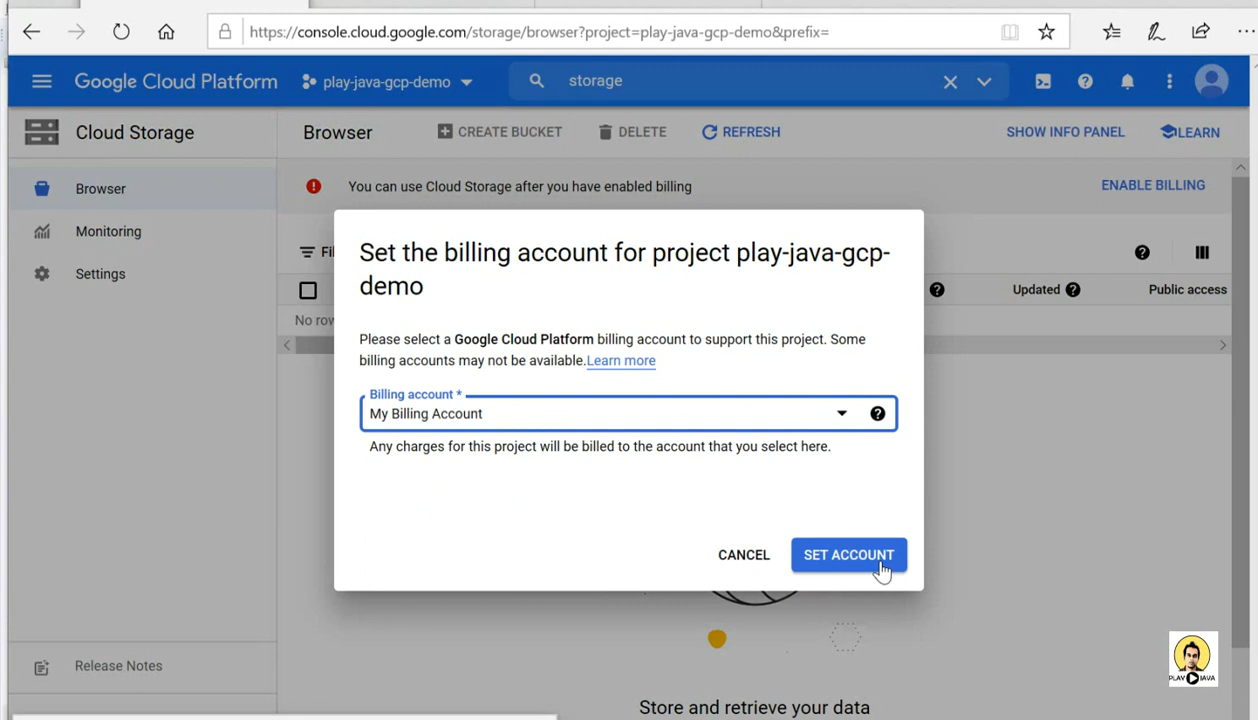 https://console.cloud.google.com/storage/browser?project=play-java-gcp-demo&prefix=
Google Cloud Platform
play-java-gcp-demo
storage
Cloud Storage
Browser
CREATE BUCKET
DELETE
REFRESH
SHOW INFO PANEL
LEARN
Browser
Monitoring
Settings
You can use Cloud Storage after you have enabled billing
ENABLE BILLING
Updated
Public access
Set the billing account for project play-java-gcp-
demo
Please select a Google Cloud Platform billing account to support this project. Some
billing accounts may not be available.Learn more
Billing account *
My Billing Account
Any charges for this project will be billed to the account that you select here.
CANCEL
SET ACCOUNT
Release Notes
Store and retrieve your data
PLAY JAVA